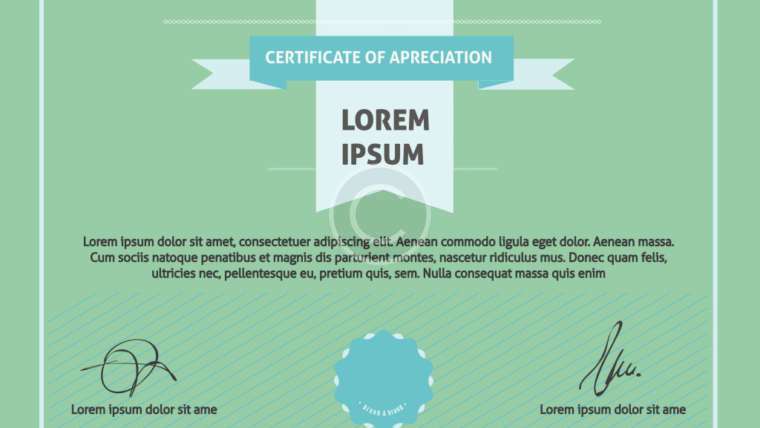 CERTIFICATE OF APRECIATION
LOREM
IPSUM
Lorem ipsum dolor sit amet, consectetuer adipiscing elit. Aenean commodo ligula eget dolor. Aenean massa.
Cum sociis natoque penatibus et magnis dis parturient montes, nascetur ridiculus mus. Donec quam felis,
ultricies nec, pellentesque eu, pretium quis, sem. Nulla consequat massa quis enim
Lorem ipsum dolor sit ame
Lorem ipsum dolor sit ame